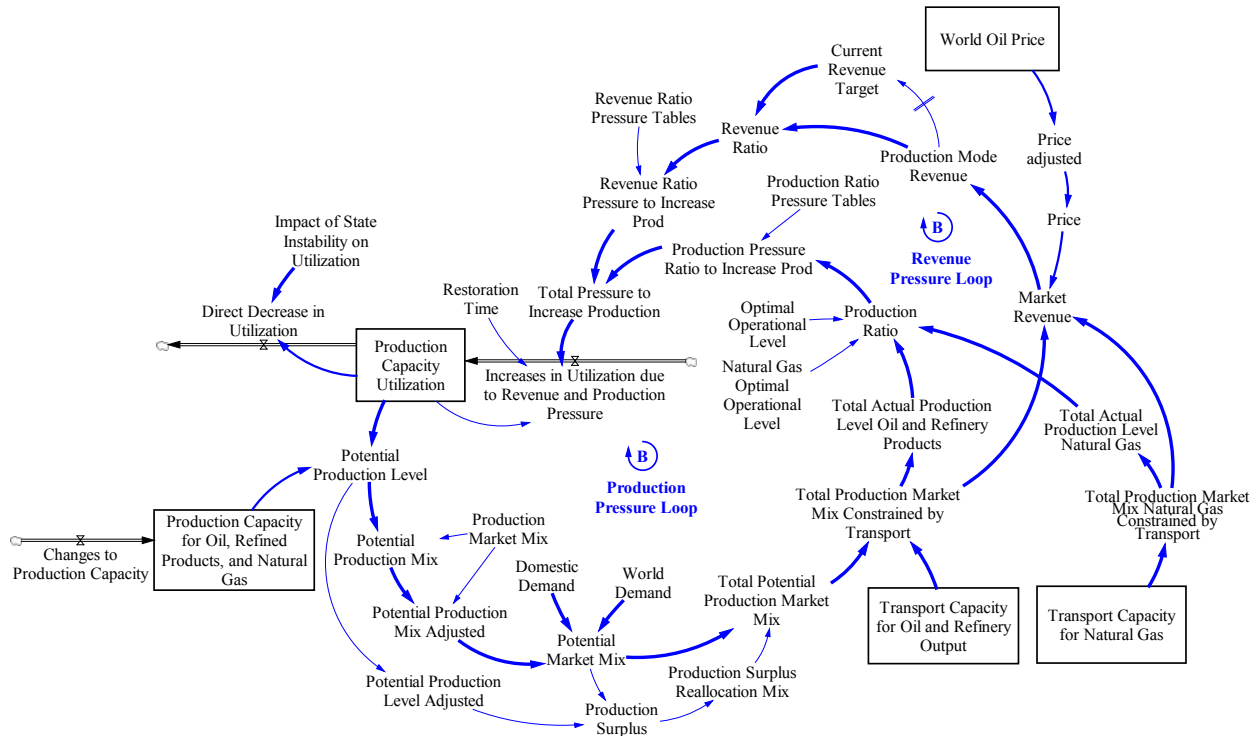 World Oil Price
Current
Revenue
Target
Revenue Ratio
Pressure Tables
Revenue
Ratio
Price
adjusted
Production Mode
Revenue
Revenue Ratio
Pressure to Increase
Prod
Production Ratio
Pressure Tables
Price
B
Revenue
Pressure Loop
Impact of State
Instability on
Utilization
Production Pressure
Ratio to Increase Prod
Direct Decrease in
Utilization
Restoration
Time
Total Pressure to
Increase Production
Optimal
Operational
Level
Production
Ratio
Market
Revenue
Production
Capacity
Utilization
Increases in Utilization due
to Revenue and Production
Pressure
Natural Gas
Optimal
Operational
Level
Total Actual Production
Level Oil and Refinery
Products
Total Actual
Production Level
Natural Gas
B
Production
Pressure Loop
Potential
Production Level
Total Production Market
Mix Constrained by
Transport
Total Production Market
Mix Natural Gas
Constrained by
Transport
Changes to
Production Capacity
Production Capacity
for Oil, Refined
Products, and Natural
Gas
Potential
Production Mix
Production
Market Mix
Domestic
Demand
World
Demand
Total Potential
Production Market
Mix
Transport Capacity
for Oil and Refinery
Output
Transport Capacity
for Natural Gas
Potential Production
Mix Adjusted
Potential
Market Mix
Potential Production
Level Adjusted
Production Surplus
Reallocation Mix
Production
Surplus